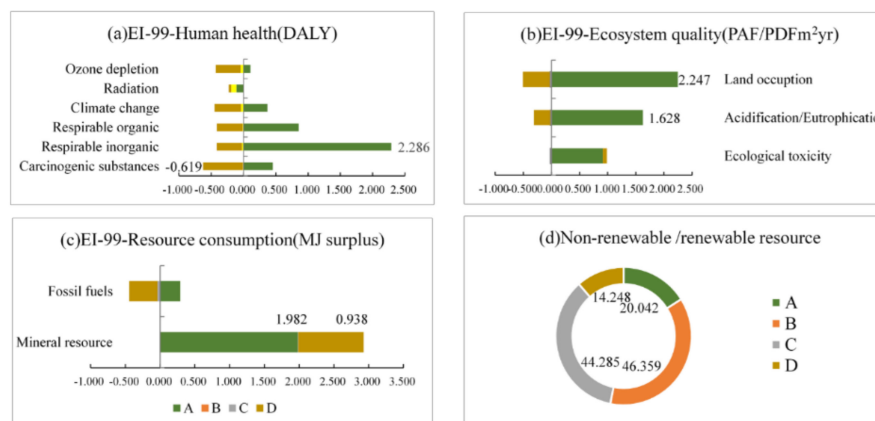 (a)EI-99-Human health(DALY)
Ozone depletion
Radiation
Climate change
Respirable organic
Respirable inorganic
2.286
Carcinogenic substances
-0.619
-1.000 -0.500 0.000 0.500 1.000 1.500 2.000 2.500
(b)EI-99-Ecosystem quality(PAF/PDFm²yr)
2.247 Land occuption
1.628 Acidification/Eutrophicatio
Ecological toxicity
-1.000 -0.500 0.000 0.500 1.000 1.500 2.000 2.500
(c)EI-99-Resource consumption(MJ surplus)
Fossil fuels
1.982 0.938
Mineral resource
-1.000 -0.500 0.000 0.500 1.000 1.500 2.000 2.500 3.000 3.500
A B C D
(d)Non-renewable /renewable resource
14.248
20.042
44.285
46.359
A
B
C
D